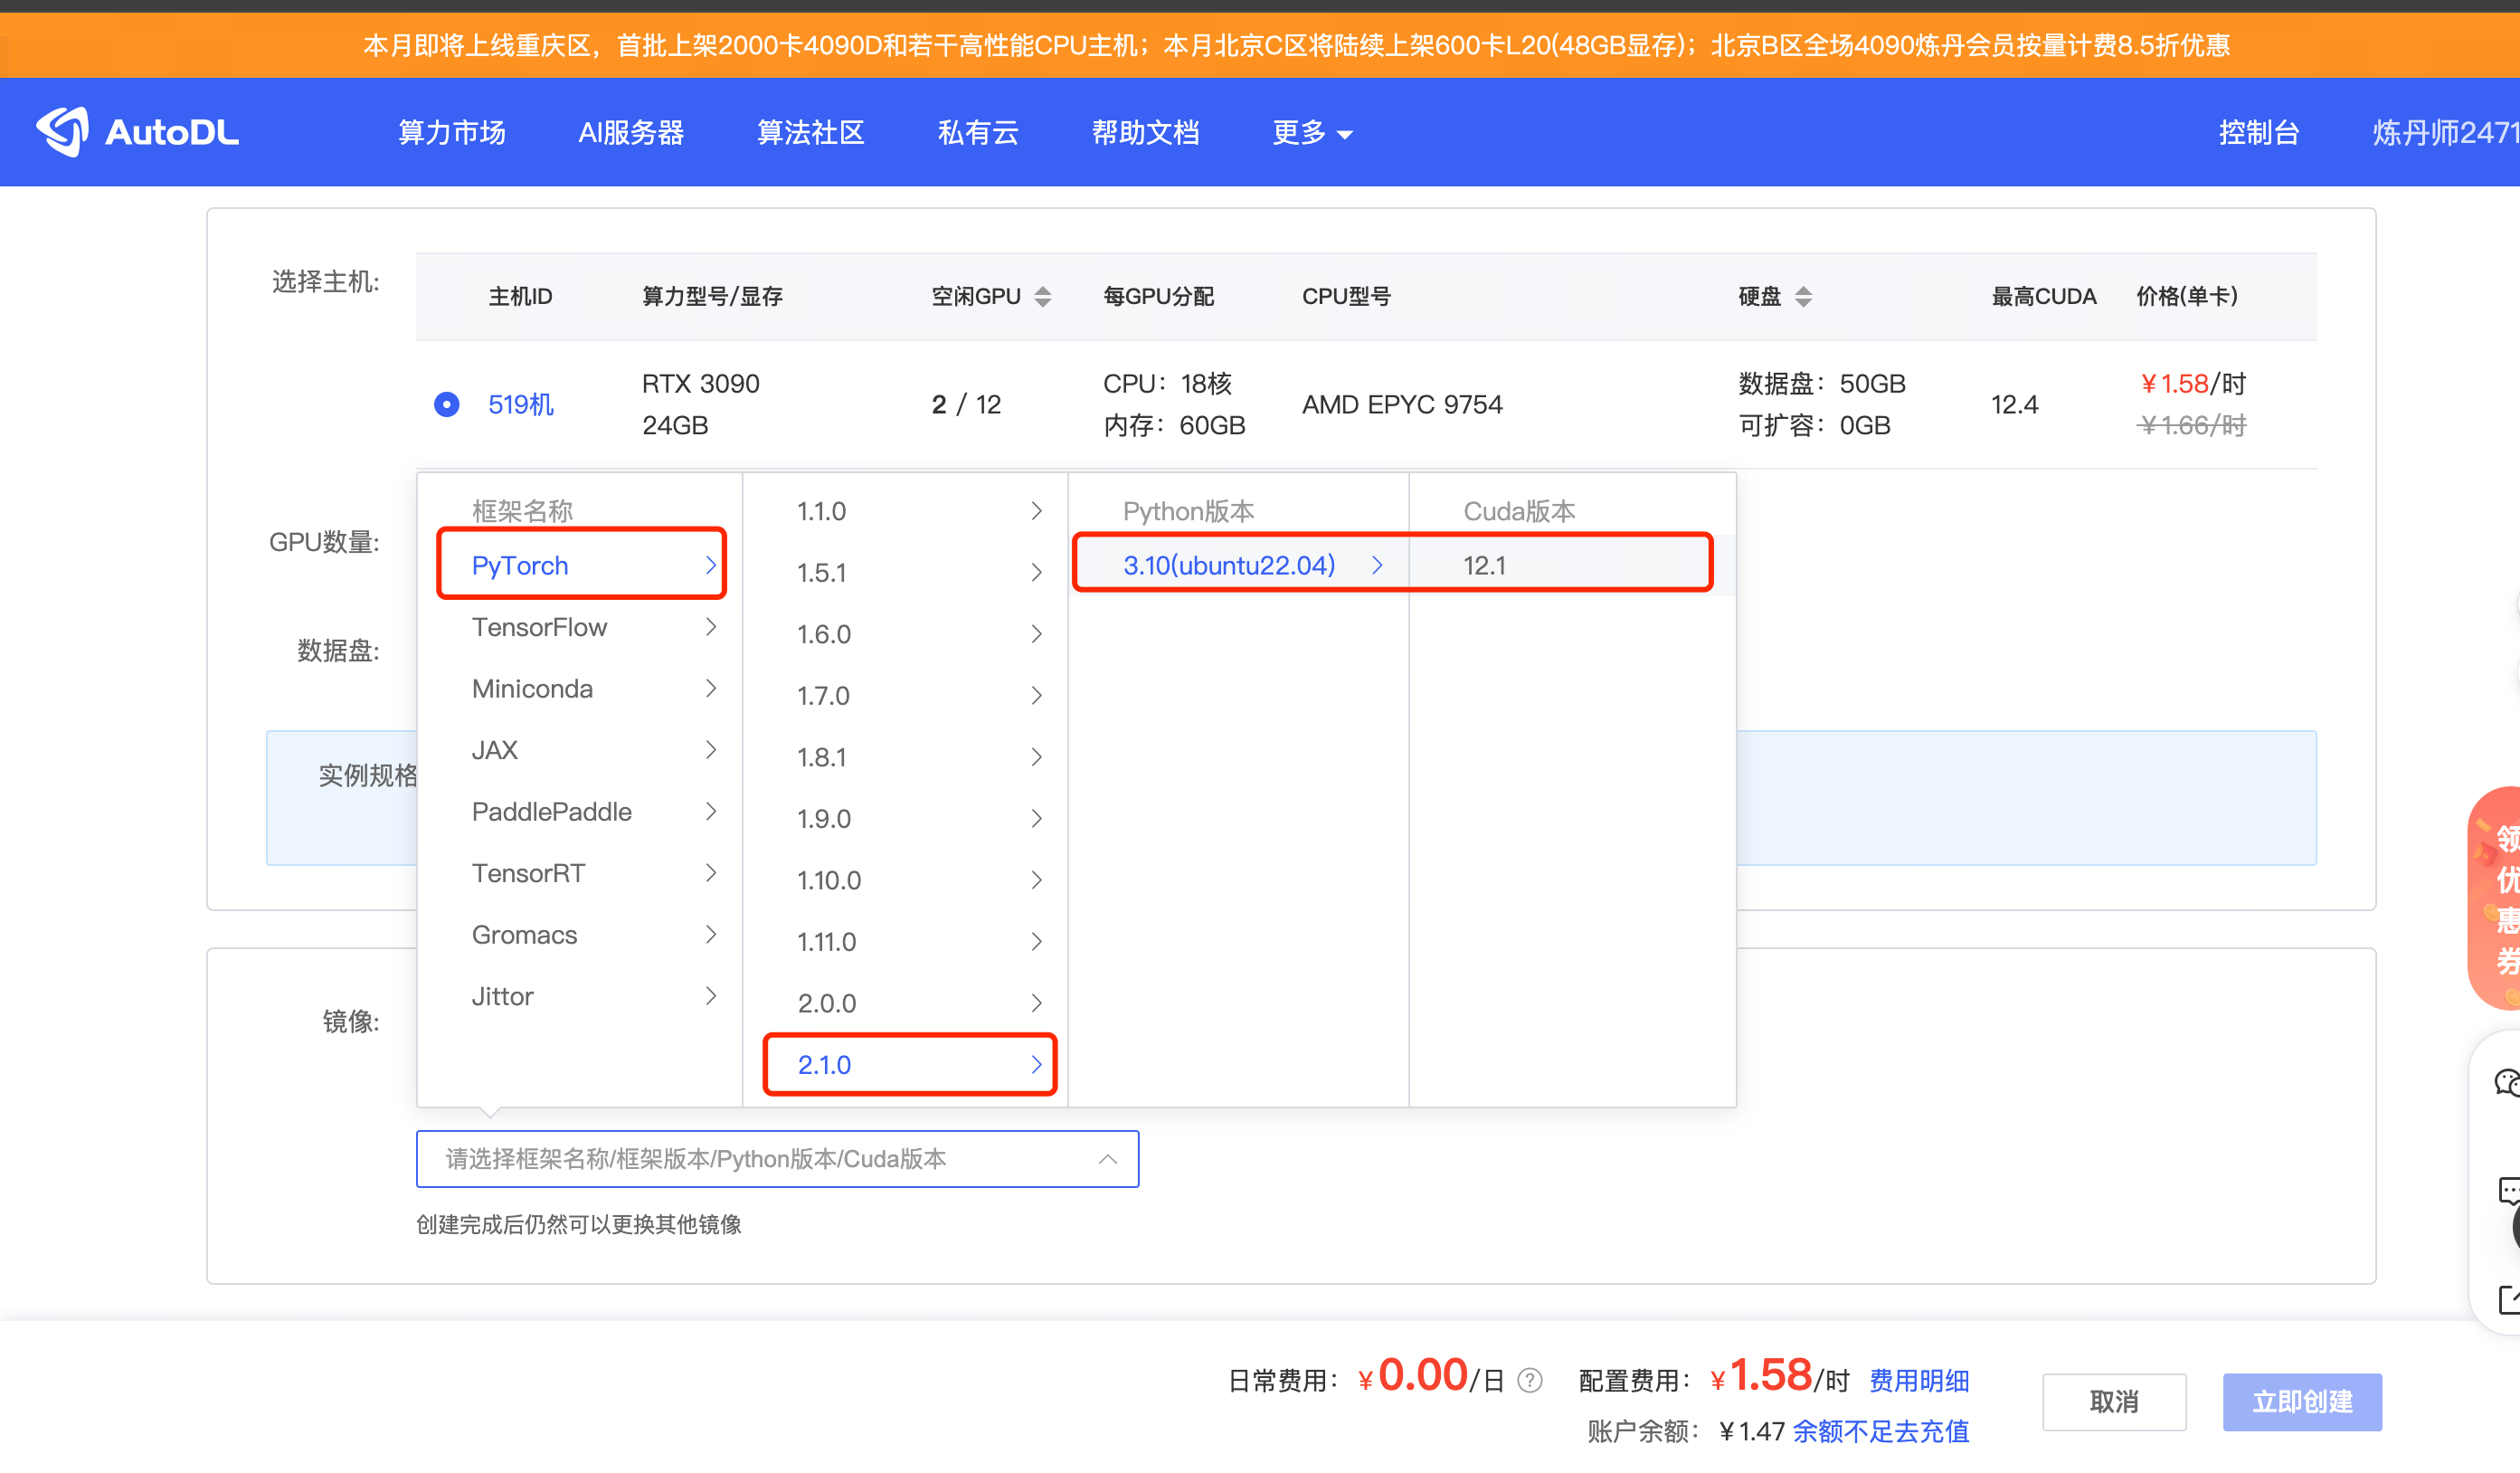 本月即将上线重庆区，首批上架2000卡4090D和若干高性能CPU主机；本月北京C区将陆续上架600卡L20(48GB显存)；北京B区全场4090炼丹会员按量计费8.5折优惠
AutoDL 算力市场 AI服务器 算法社区 私有云 帮助文档 更多 控制台 炼丹师2471
选择主机:
主机ID 算力型号/显存 空闲GPU 每GPU分配 CPU型号 硬盘 最高CUDA 价格(单卡)
519机 RTX 3090 24GB 2 / 12 CPU：18核 内存：60GB AMD EPYC 9754 数据盘：50GB 可扩容：0GB 12.4 ￥1.58/时 ￥1.66/时
GPU数量:
数据盘:
实例规格
镜像:
框架名称
PyTorch
TensorFlow
Miniconda
JAX
PaddlePaddle
TensorRT
Gromacs
Jittor
1.1.0
1.5.1
1.6.0
1.7.0
1.8.1
1.9.0
1.10.0
1.11.0
2.0.0
2.1.0
Python版本
3.10(ubuntu22.04)
Cuda版本
12.1
请选择框架名称/框架版本/Python版本/Cuda版本
创建完成后仍然可以更换其他镜像
领
优
惠
券
日常费用：￥0.00/日 ? 配置费用：￥1.58/时 费用明细
账户余额：￥1.47 余额不足去充值
取消 立即创建